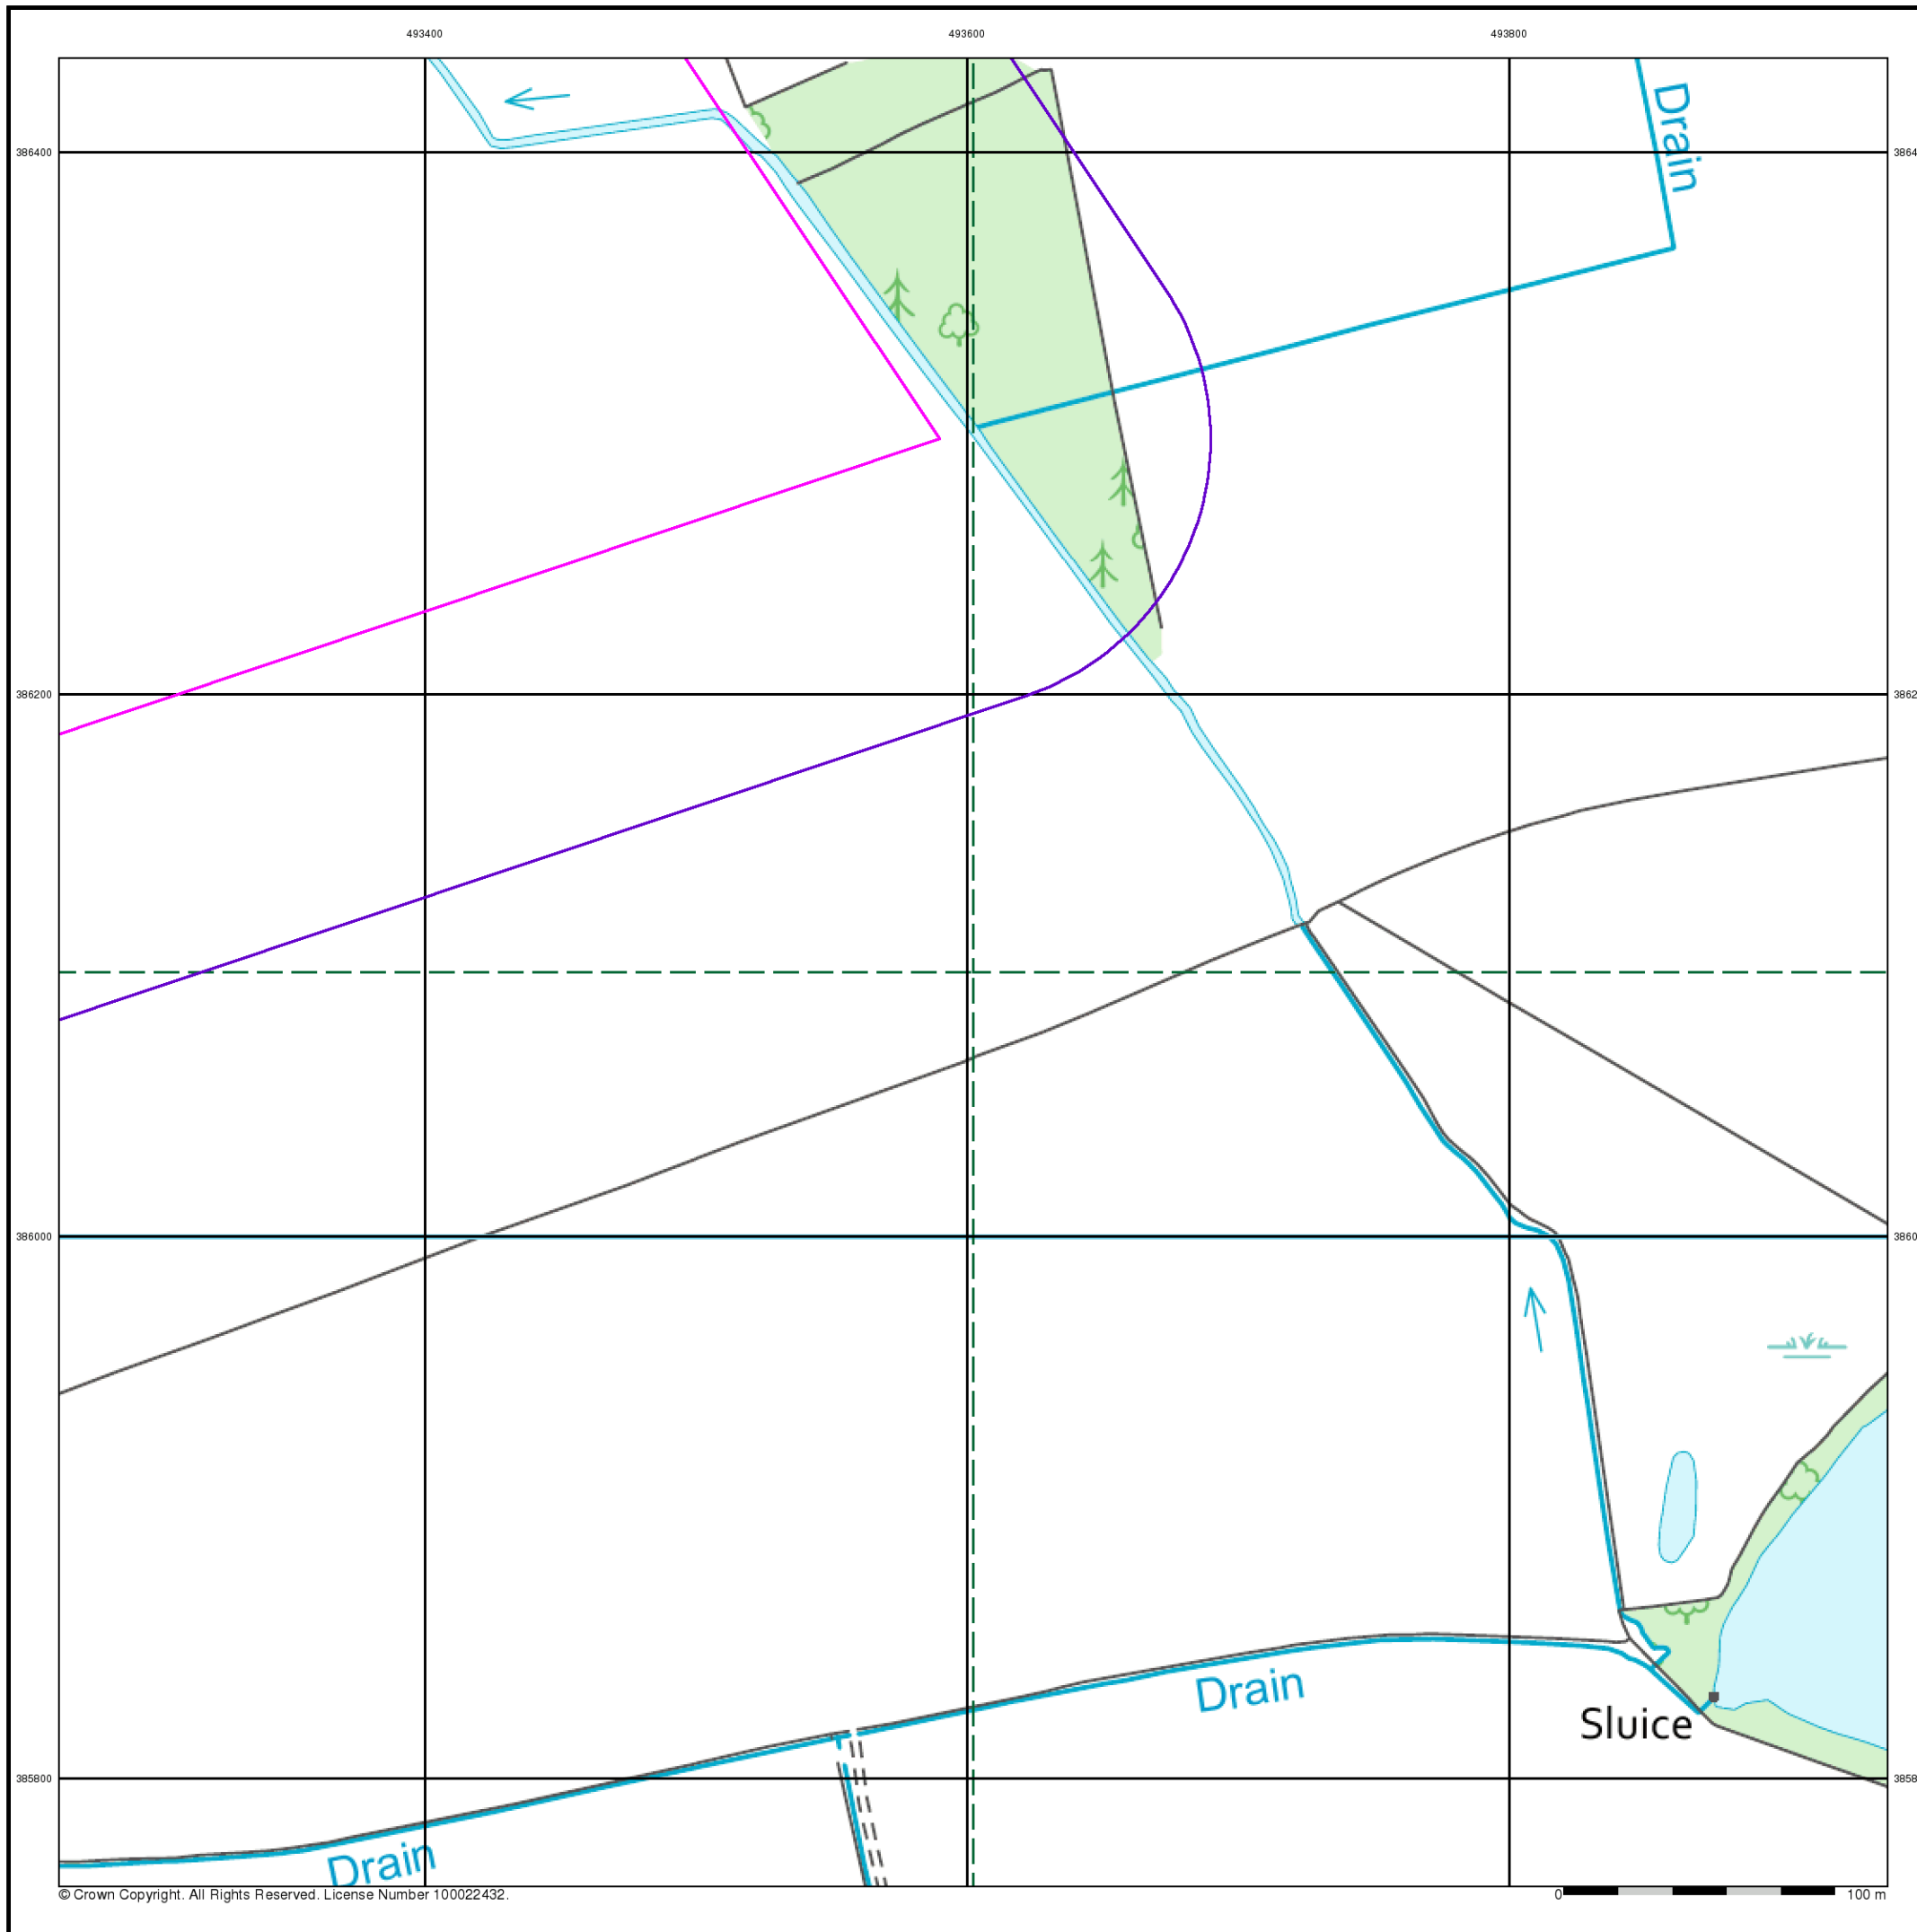 493400 493600 493800
Drain
386400 3864
386200 3862
386000 3860
Drain
Sluice
385800 3858
Drain
© Crown Copyright. All Rights Reserved. License Number 100022432.
0 100 m